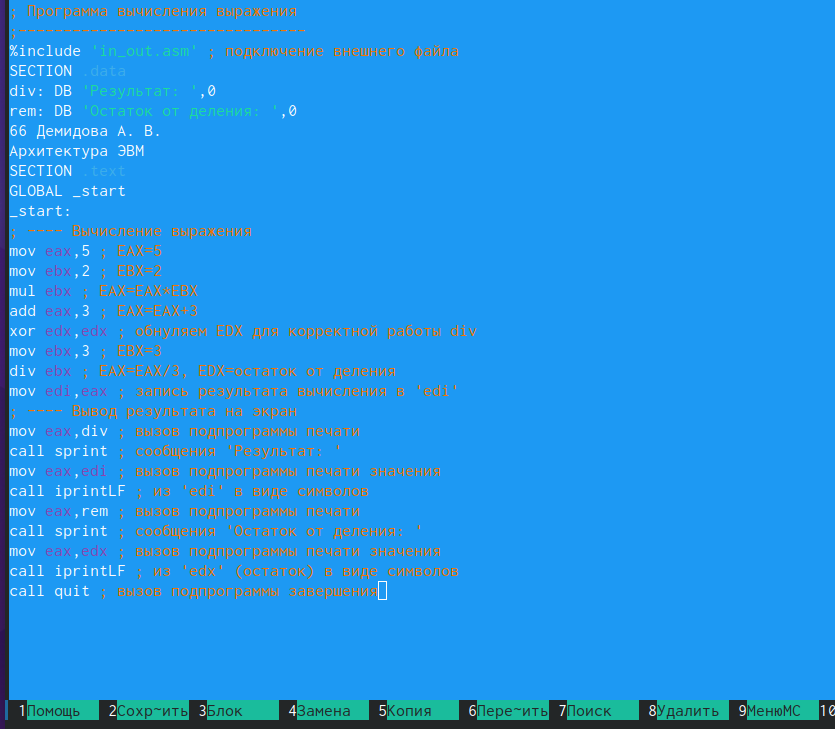 ; Программа вычисления выражения
;--------------------------------
%include 'in_out.asm' ; подключение внешнего файла
SECTION .data
div: DB 'Результат: ',0
rem: DB 'Остаток от деления: ',0
66 Демидова А. В.
Архитектура ЭВМ
SECTION .text
GLOBAL _start
_start:
; ---- Вычисление выражения
mov eax,5 ; EAX=5
mov ebx,2 ; EBX=2
mul ebx ; EAX=EAX*EBX
add eax,3 ; EAX=EAX+3
xor edx,edx ; обнуляем EDX для корректной работы div
mov ebx,3 ; EBX=3
div ebx ; EAX=EAX/3, EDX=остаток от деления
mov edi,eax ; запись результата вычисления в 'edi'
; ---- Вывод результата на экран
mov eax,div ; вызов подпрограммы печати
call sprint ; сообщения 'Результат: '
mov eax,edi ; вызов подпрограммы печати значения
call iprintLF ; из 'edi' в виде символов
mov eax,rem ; вызов подпрограммы печати
call sprint ; сообщения 'Остаток от деления: '
mov eax,edx ; вызов подпрограммы печати значения
call iprintLF ; из 'edx' (остаток) в виде символов
call quit ; вызов подпрограммы завершения
1Помощь 2Сохр~ить 3Блок 4Замена 5Копия 6Пере~ить 7Поиск 8Удалить 9МенюМС 10